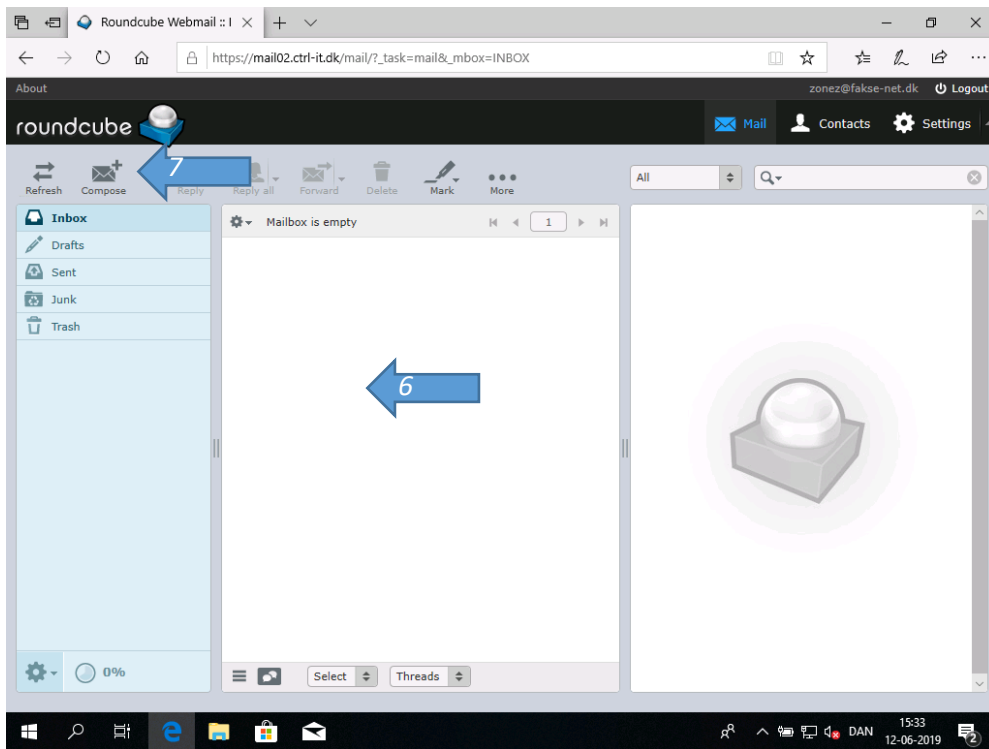 Roundcube Webmail :: I
https://mail02.ctrl-it.dk/mail/?_task=mail&_mbox=INBOX
About zonez@fakse-net.dk Logout
roundcube Mail Contacts Settings
7
Refresh Compose Reply Reply all Forward Delete Mark More All
Inbox Mailbox is empty 1
Drafts
Sent
Junk
Trash
6
0% Select Threads
15:33
DAN
12-06-2019 2